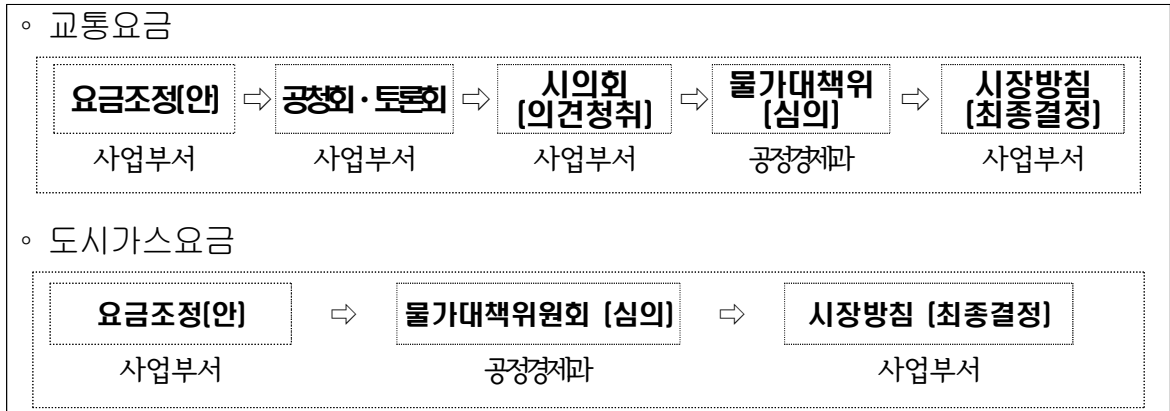 ◦ 교통요금
요금조정(안) ⇨ 공청회·토론회 ⇨ 시의회 (의견청취) ⇨ 물가대책위 (심의) ⇨ 시장방침 (최종결정)
사업부서 사업부서 사업부서 공정경제과 사업부서
◦ 도시가스요금
요금조정(안) ⇨ 물가대책위원회 (심의) ⇨ 시장방침 (최종결정)
사업부서 공정경제과 사업부서